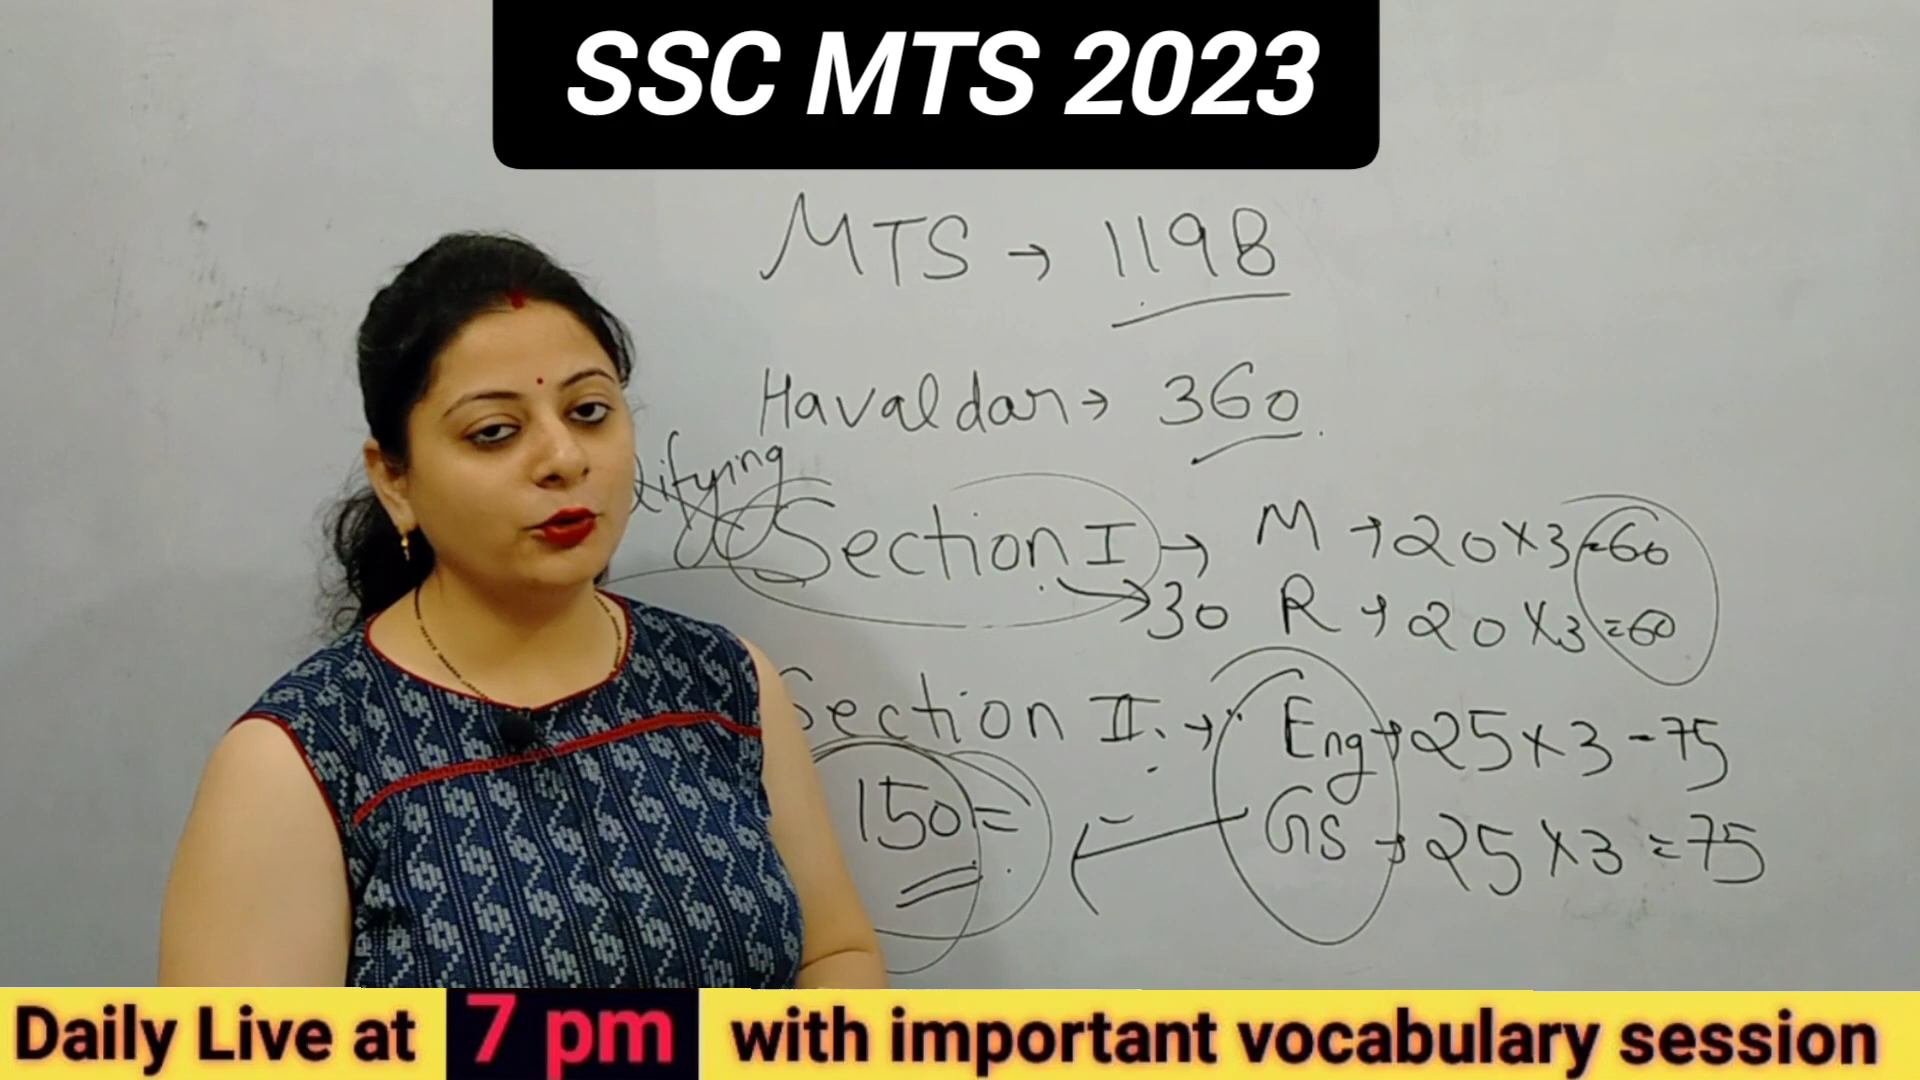 SSC MTS 2023
MTS → 1198
Havaldar → 360
lifying
Section I → M → 20×3=60
→30 R → 20×3=60
Section II → Eng → 25×3-75
150= GS → 25×3=75
Daily Live at 7 pm with important vocabulary session